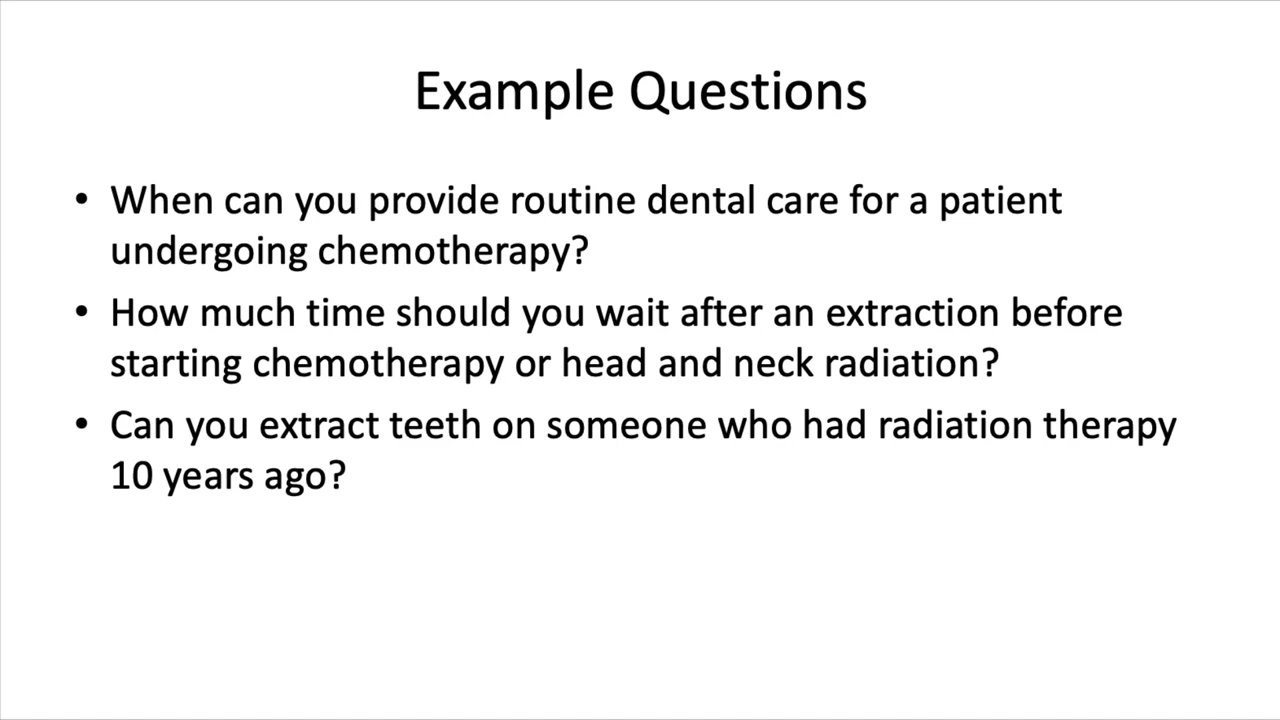 Example Questions
• When can you provide routine dental care for a patient
undergoing chemotherapy?
• How much time should you wait after an extraction before
starting chemotherapy or head and neck radiation?
• Can you extract teeth on someone who had radiation therapy
10 years ago?